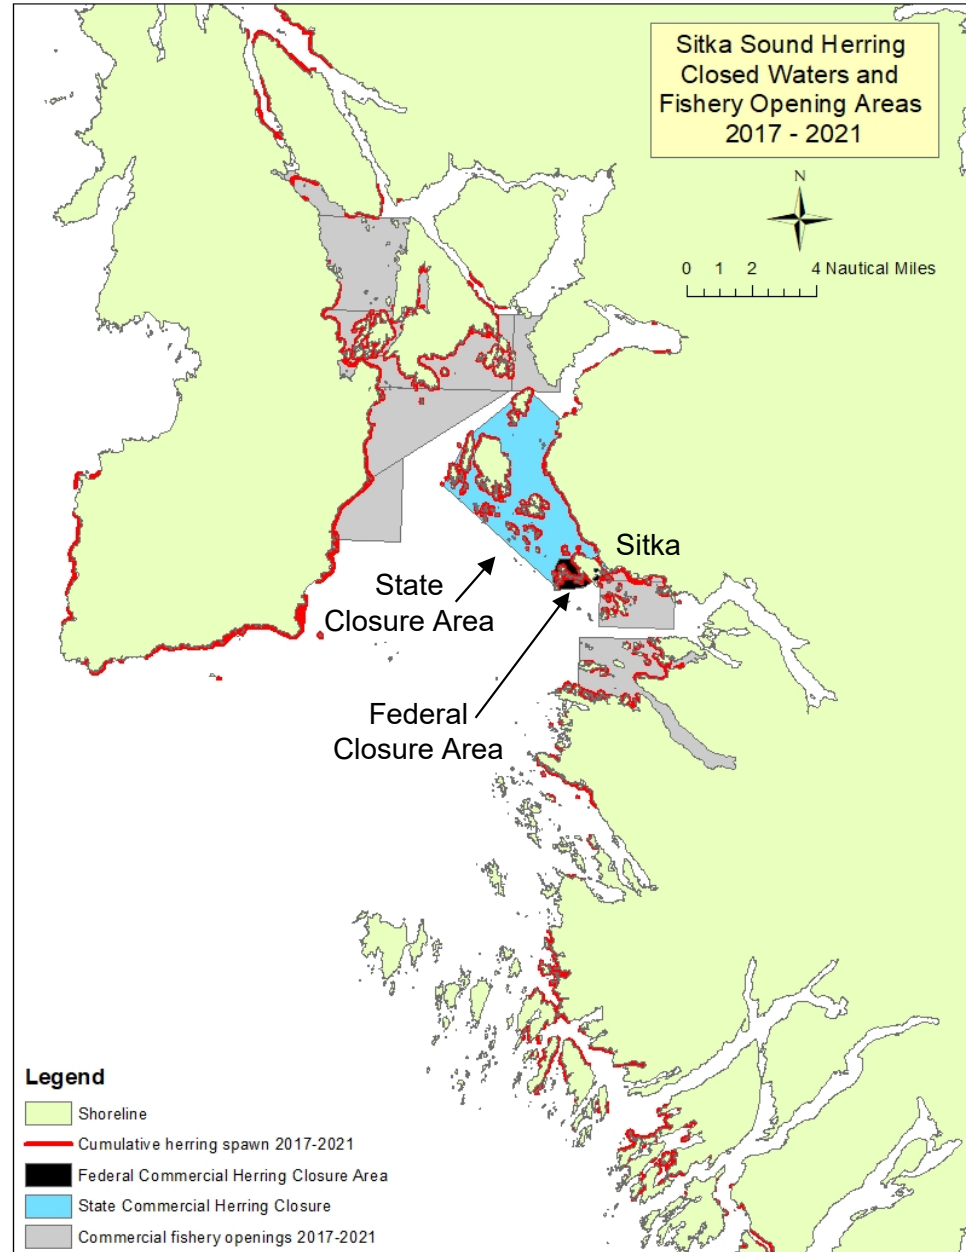 Sitka Sound Herring
Closed Waters and
Fishery Opening Areas
2017 - 2021
N
0 1 2 4 Nautical Miles
Sitka
State
Closure Area
Federal
Closure Area
Legend
Shoreline
Cumulative herring spawn 2017-2021
Federal Commercial Herring Closure Area
State Commercial Herring Closure
Commercial fishery openings 2017-2021